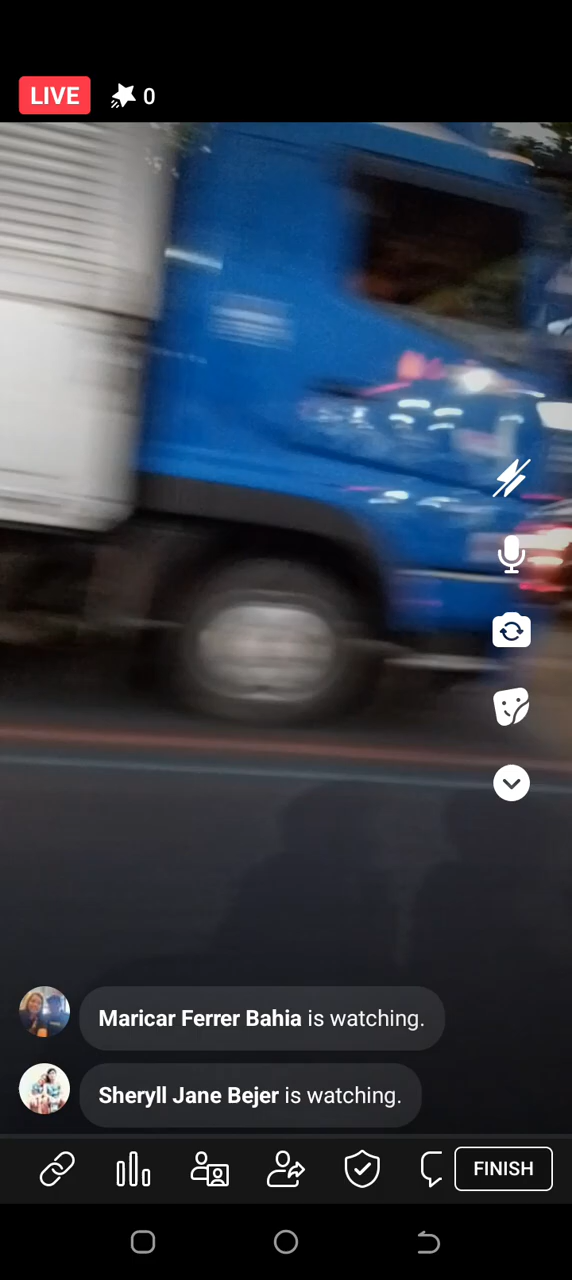 LIVE
0
Maricar Ferrer Bahia is watching.
Sheryll Jane Bejer is watching.
FINISH